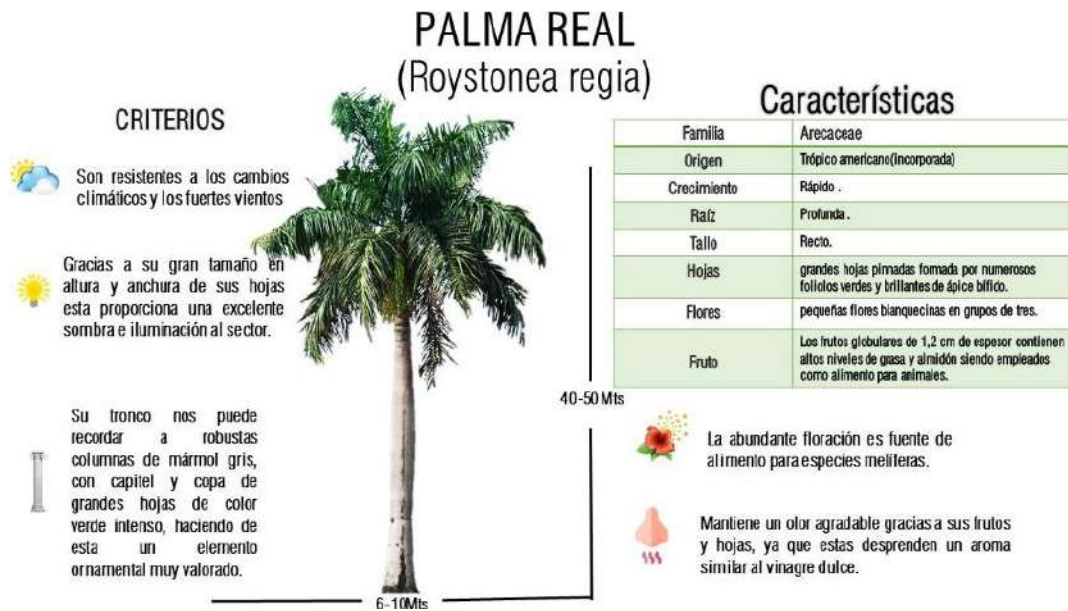 PALMA REAL
(Roystonea regia)
CRITERIOS
Son resistentes a los cambios
climáticos y los fuertes vientos
Gracias a su gran tamaño en
altura y anchura de sus hojas
esta proporciona una excelente
sombra e iluminación al sector.
Su tronco nos puede
recordar a robustas
columnas de mármol gris,
con capitel y copa de
grandes hojas de color
verde intenso, haciendo de
esta un elemento
ornamental muy valorado.
6-10Mts
40-50 Mts
Características
Familia Arecaceae
Origen Trópico americano(Incorporada)
Crecimiento Rápido .
Raíz Profunda .
Tallo Recto.
Hojas grandes hojas pinnadas formada por numerosos
foliolos verdes y brillantes de ápice bífico.
Flores pequeñas flores blanquecinas en grupos de tres.
Fruto Los frutos globulares de 1,2 cm de espesor contienen
altos niveles de grasa y almidón siendo empleados
como alimento para animales.
La abundante floración es fuente de
alimento para especies melíferas.
Mantiene un olor agradable gracias a sus frutos
y hojas, ya que estas desprenden un aroma
similar al vinagre dulce.